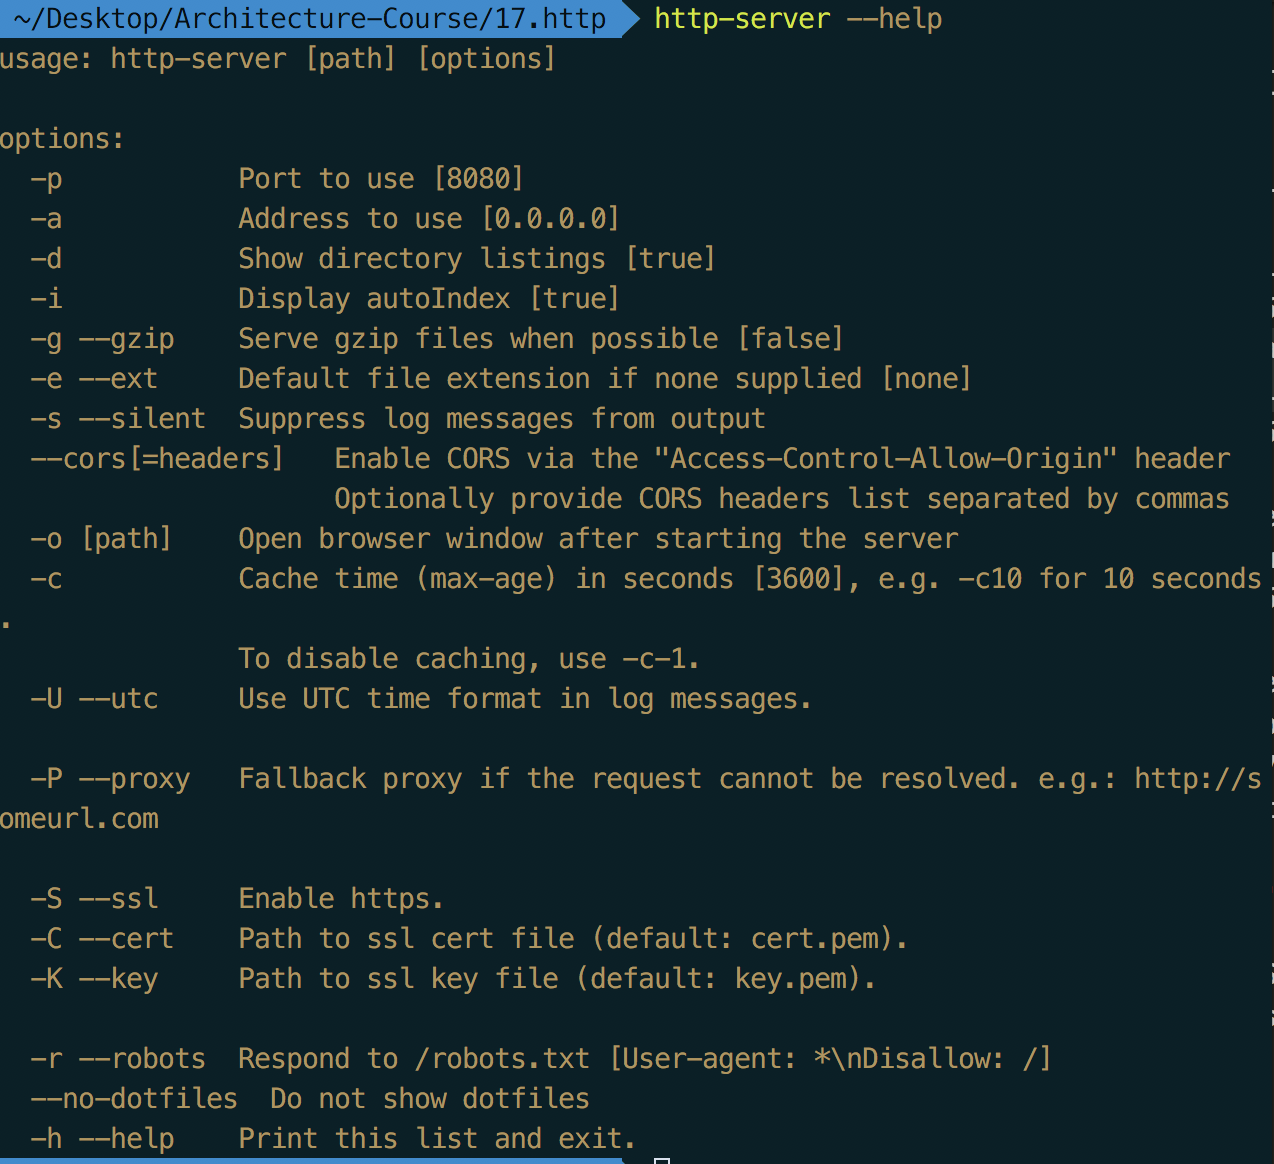 ~/Desktop/Architecture-Course/17.http http-server --help
usage: http-server [path] [options]
options:
-p Port to use [8080]
-a Address to use [0.0.0.0]
-d Show directory listings [true]
-i Display autoIndex [true]
-g --gzip Serve gzip files when possible [false]
-e --ext Default file extension if none supplied [none]
-s --silent Suppress log messages from output
--cors[=headers] Enable CORS via the "Access-Control-Allow-Origin" header
Optionally provide CORS headers list separated by commas
-o [path] Open browser window after starting the server
-c Cache time (max-age) in seconds [3600], e.g. -c10 for 10 seconds
.
To disable caching, use -c-1.
-U --utc Use UTC time format in log messages.
-P --proxy Fallback proxy if the request cannot be resolved. e.g.: http://s
omeurl.com
-S --ssl Enable https.
-C --cert Path to ssl cert file (default: cert.pem).
-K --key Path to ssl key file (default: key.pem).
-r --robots Respond to /robots.txt [User-agent: *\nDisallow: /]
--no-dotfiles Do not show dotfiles
-h --help Print this list and exit.